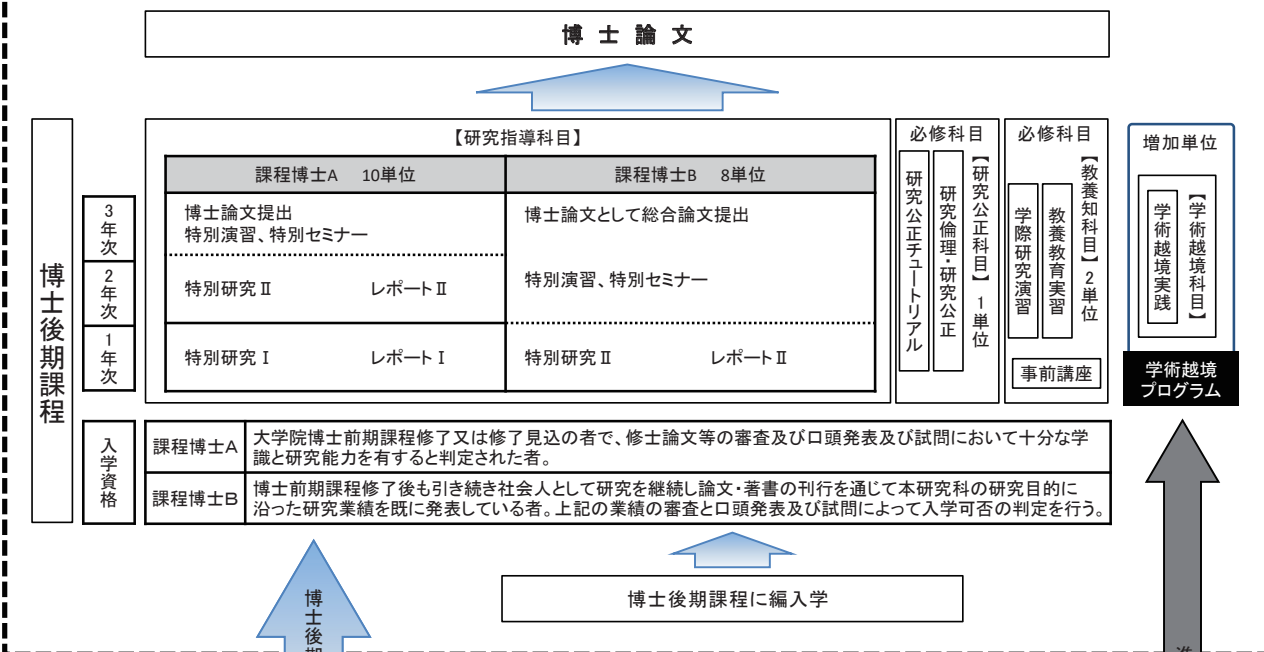 博士論文
博士後期課程
3年次
2年次
1年次
【研究指導科目】
課程博士A 10単位
課程博士B 8単位
博士論文提出
特別演習、特別セミナー
特別研究Ⅱ レポートⅡ
特別研究Ⅰ レポートⅠ
博士論文として総合論文提出
特別演習、特別セミナー
特別研究Ⅱ レポートⅡ
必修科目
【研究公正科目】1単位
研究倫理・研究公正
研究公正チュートリアル
必修科目
【教養知科目】2単位
教養教育実習
学際研究演習
事前講座
増加単位
【学術越境科目】
学術越境実践
学術越境
プログラム
入学資格
課程博士A
大学院博士前期課程修了又は修了見込の者で、修士論文等の審査及び口頭発表及び試問において十分な学
識と研究能力を有すると判定された者。
課程博士B
博士前期課程修了後も引き続き社会人として研究を継続し論文・著書の刊行を通じて本研究科の研究目的に
沿った研究業績を既に発表している者。上記の業績の審査と口頭発表及び試問によって入学可否の判定を行う。
博士後期課程に編入学
博士後期
進